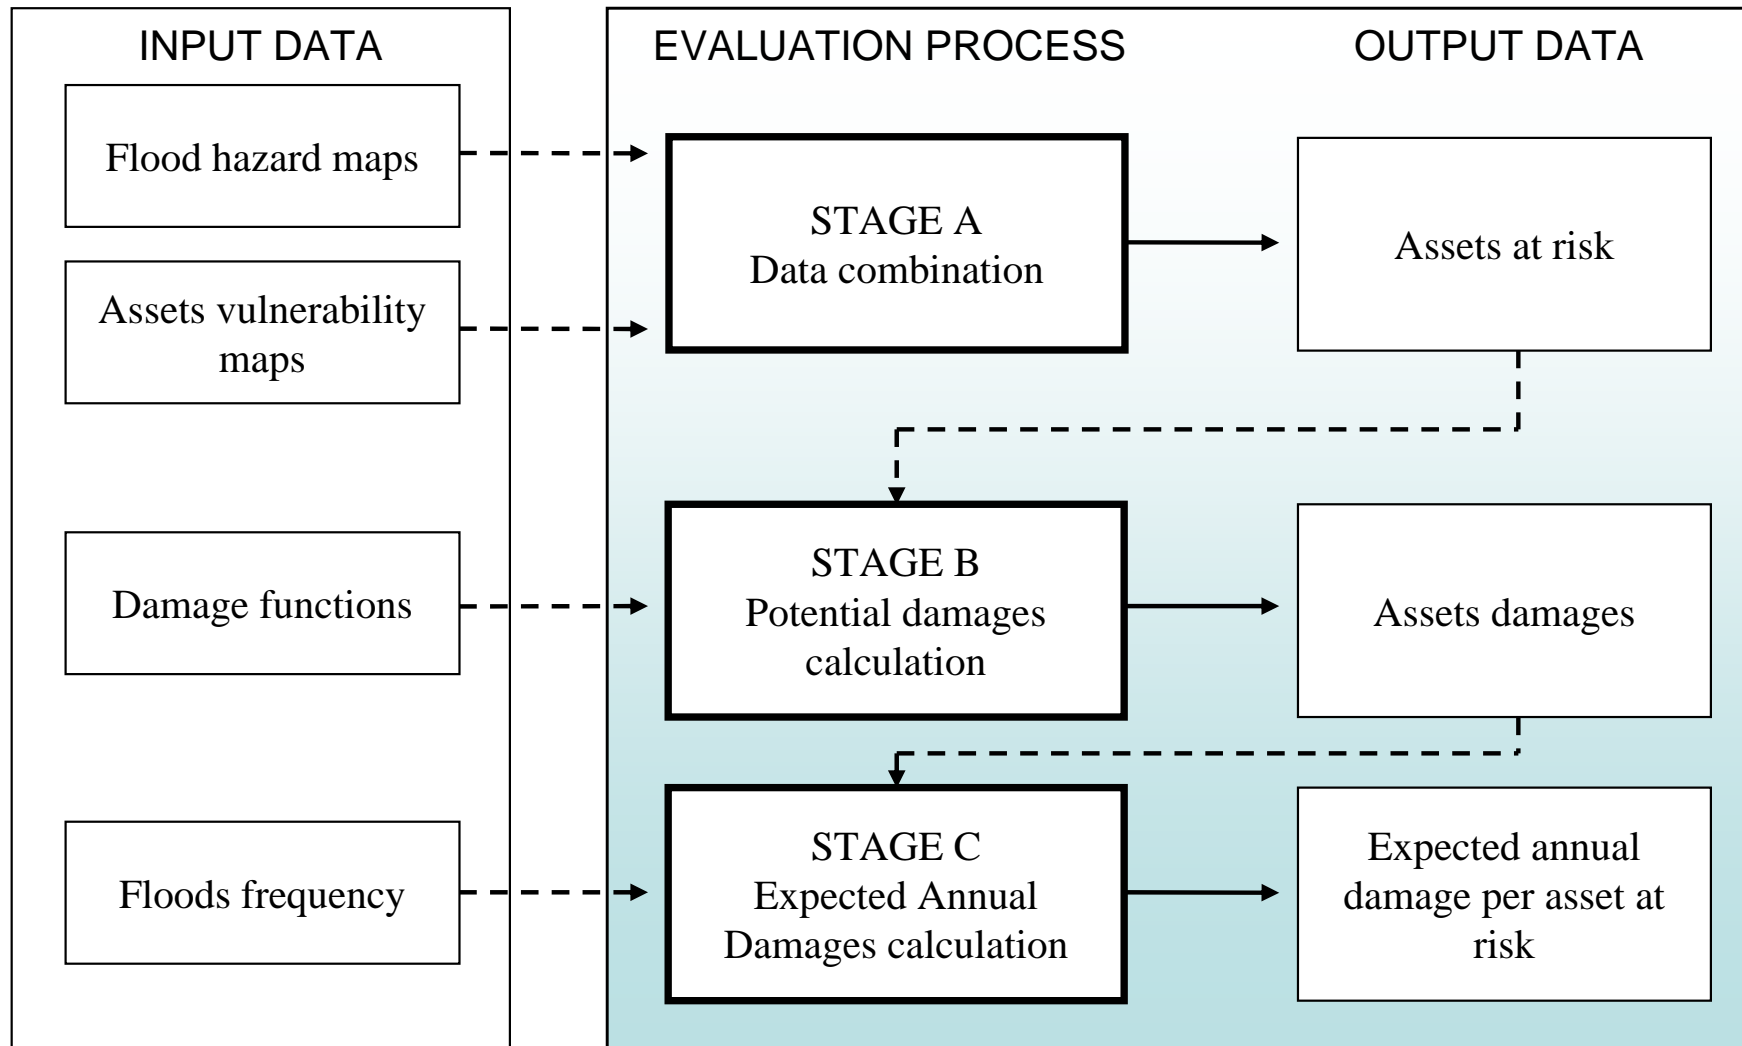 INPUT DATA
EVALUATION PROCESS
OUTPUT DATA
Flood hazard maps
Assets vulnerability
maps
STAGE A
Data combination
Assets at risk
Damage functions
STAGE B
Potential damages
calculation
Assets damages
Floods frequency
STAGE C
Expected Annual
Damages calculation
Expected annual
damage per asset at
risk